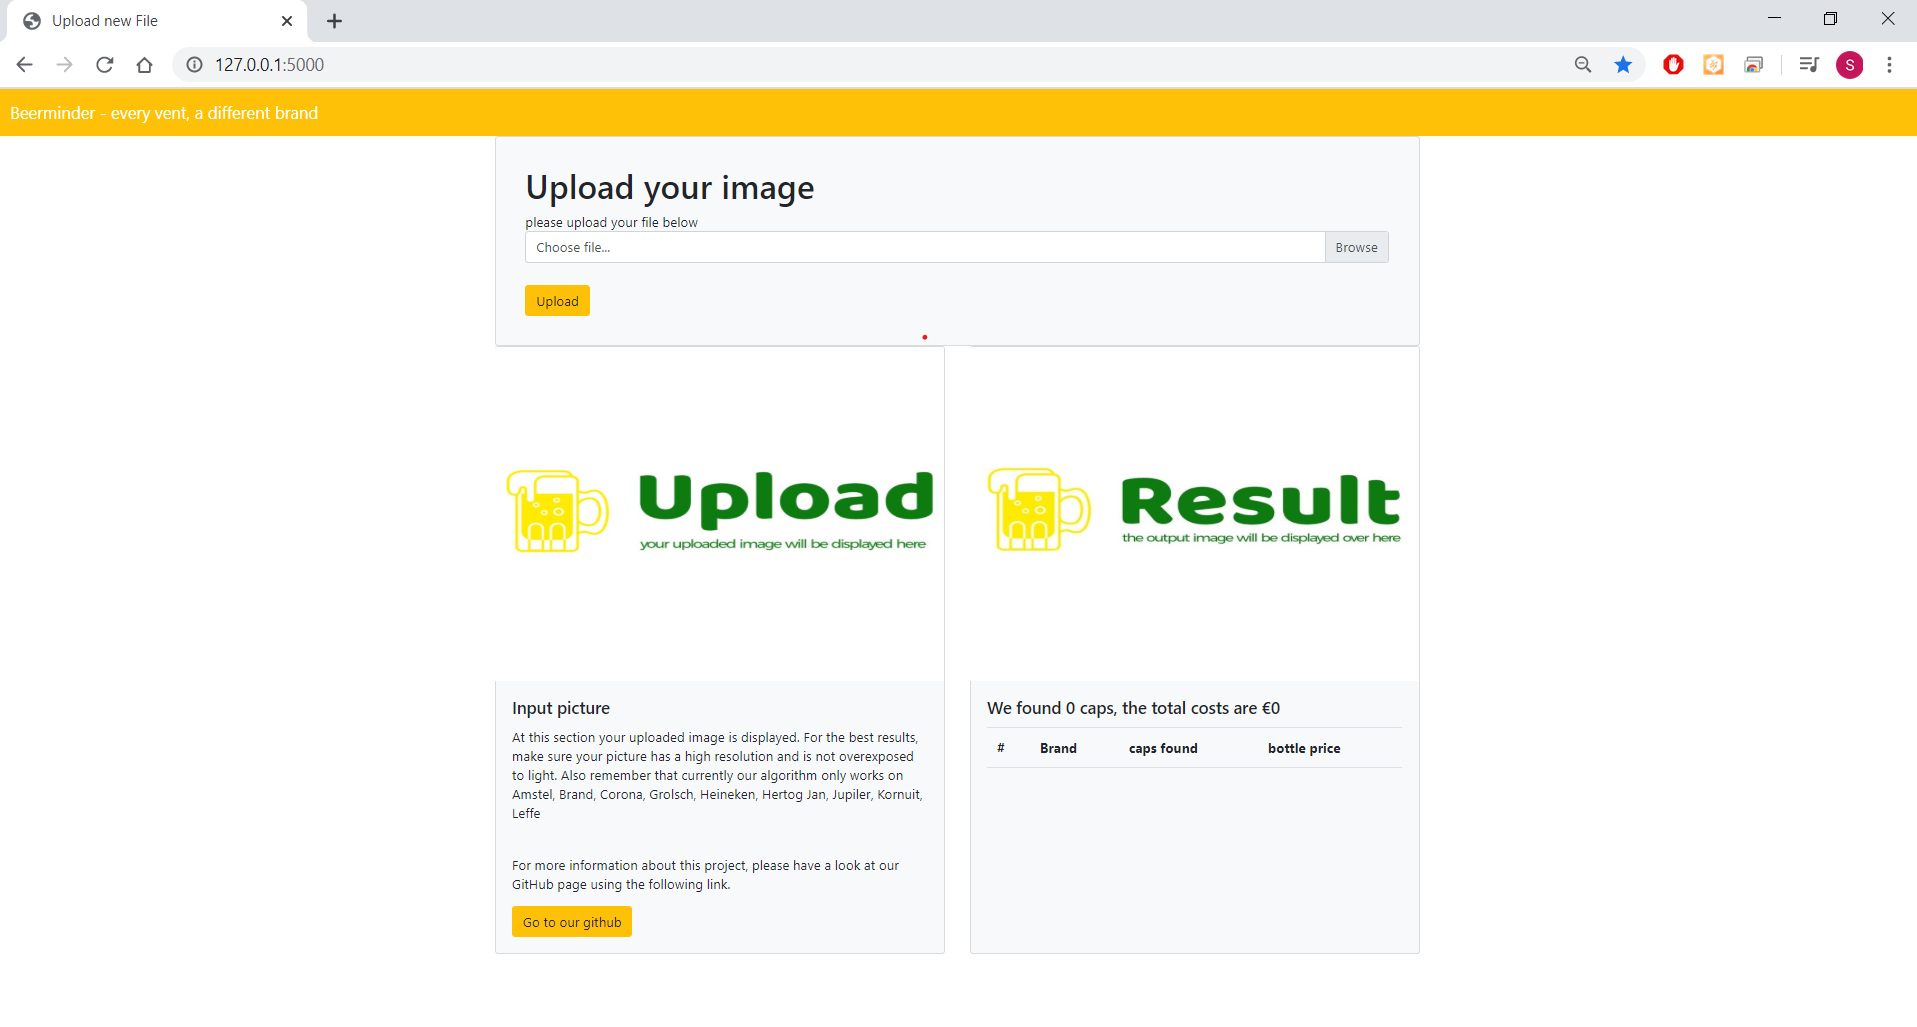 Upload new File
127.0.0.1:5000
S
Beerminder - every vent, a different brand
Upload your image
please upload your file below
Choose file...
Browse
Upload
Upload
your uploaded image will be displayed here
Result
the output image will be displayed over here
Input picture
At this section your uploaded image is displayed. For the best results,
make sure your picture has a high resolution and is not overexposed
to light. Also remember that currently our algorithm only works on
Amstel, Brand, Corona, Grolsch, Heineken, Hertog Jan, Jupiler, Kornuit,
Leffe
For more information about this project, please have a look at our
GitHub page using the following link.
Go to our github
We found 0 caps, the total costs are €0
# Brand caps found bottle price